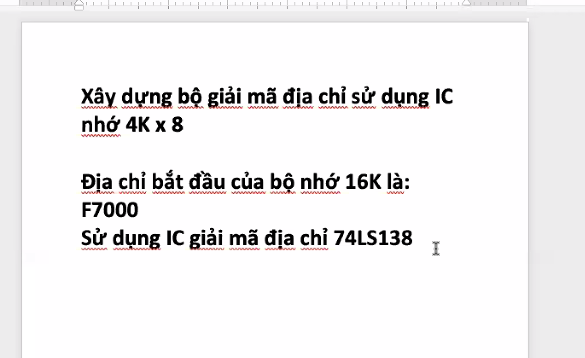 Xây dựng bộ giải mã địa chỉ sử dụng IC
nhớ 4K x 8
Địa chỉ bắt đầu của bộ nhớ 16K là:
F7000
Sử dụng IC giải mã địa chỉ 74LS138